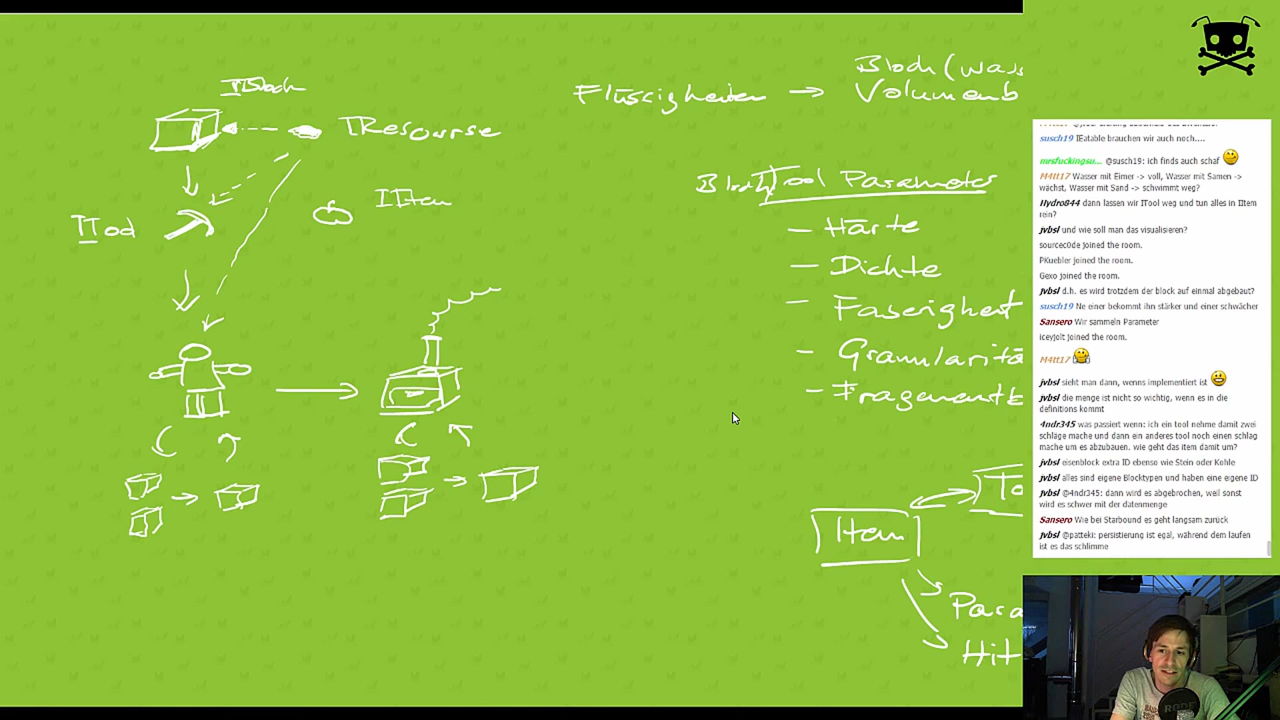 IBlock
IResourse
ITool
IItem
Flüssigkeiten → Block (wass
Volumenb
Block/Tool Parameter
- Härte
- Dichte
- Faserigkeit
- Granularitä
- Fragmentb
Item
To
Para
Hit
susch19 IEatable brauchen wir auch noch....
mrsfuckingsu... @susch19: ich finds auch schaf
M4tt17 Wasser mit Eimer -> voll, Wasser mit Samen ->
wächst, Wasser mit Sand -> schwimmt weg?
Hydro844 dann lassen wir ITool weg und tun alles in IItem
rein?
jvbsl und wie soll man das visualisieren?
sourcec0de joined the room.
PKuebler joined the room.
Gexo joined the room.
jvbsl d.h. es wird trotzdem der block auf einmal abgebaut?
susch19 Ne einer bekommt ihn stärker und einer schwächer
Sansero Wir sammeln Parameter
iceyjolt joined the room.
M4tt17
jvbsl sieht man dann, wenns implementiert ist
jvbsl die menge ist nicht so wichtig, wenn es in die
definitions kommt
4ndr345 was passiert wenn: ich ein tool nehme damit zwei
schläge mache und dann ein anderes tool noch einen schlag
mache um es abzubauen, wie geht das item damit um?
jvbsl eisenblock extra ID ebenso wie Stein oder Kohle
jvbsl alles sind eigene Blocktypen und haben eine eigene ID
jvbsl @4ndr345: dann wird es abgebrochen, weil sonst
wird es schwer mit der datenmenge
Sansero Wie bei Starbound es geht langsam zurück
jvbsl @patteki: persistierung ist egal, während dem laufen
ist es das schlimme